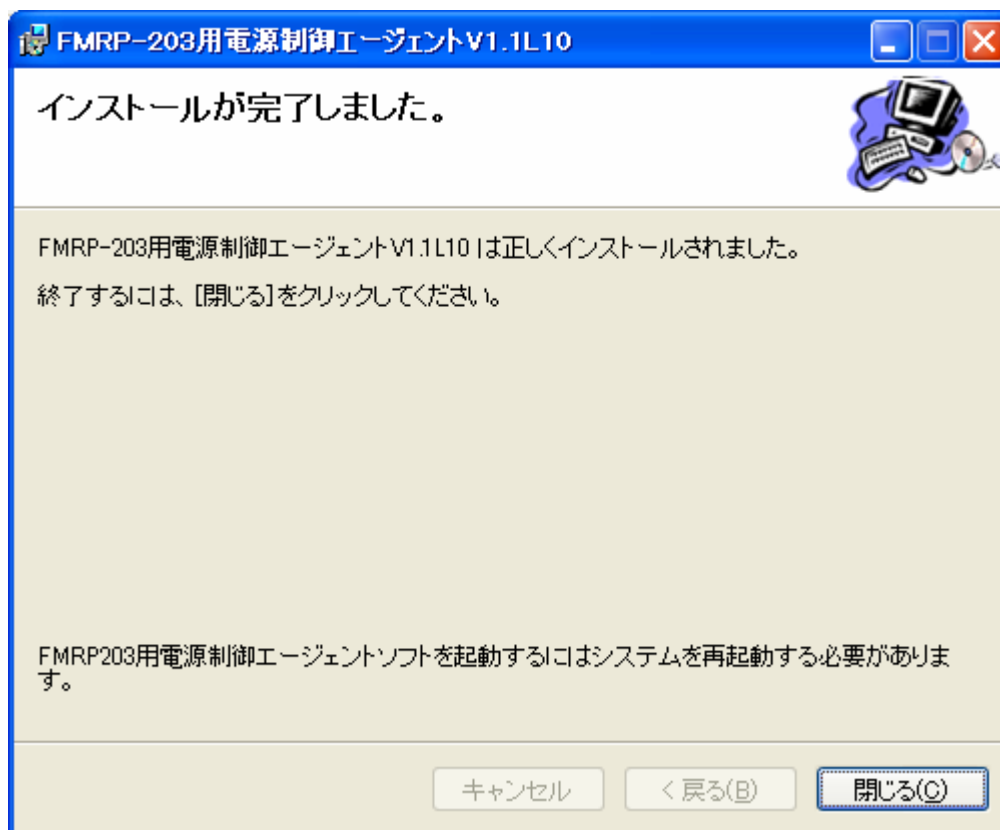 FMRP-203用電源制御エージェントV1.1L10
インストールが完了しました。
FMRP-203用電源制御エージェントV1.1L10 は正しくインストールされました。
終了するには、[閉じる]をクリックしてください。
FMRP203用電源制御エージェントソフトを起動するにはシステムを再起動する必要がありま
す。
キャンセル
< 戻る(B)
閉じる(C)